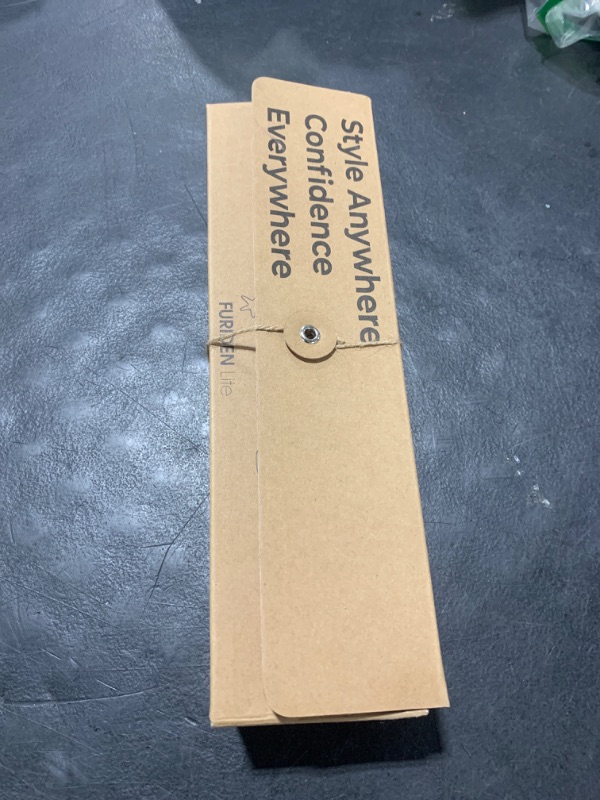 Style Anywhere
Confidence
Everywhere
FURIDEN Lite